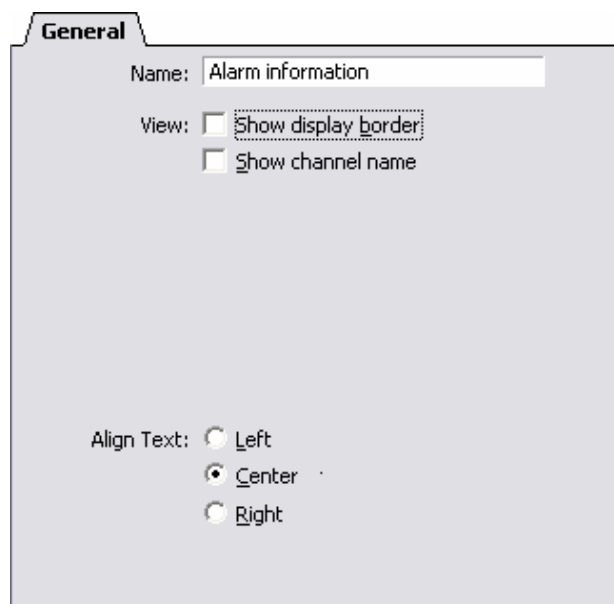 General
Name: Alarm information
View: Show display border
Show channel name
Align Text: Left
Center
Right